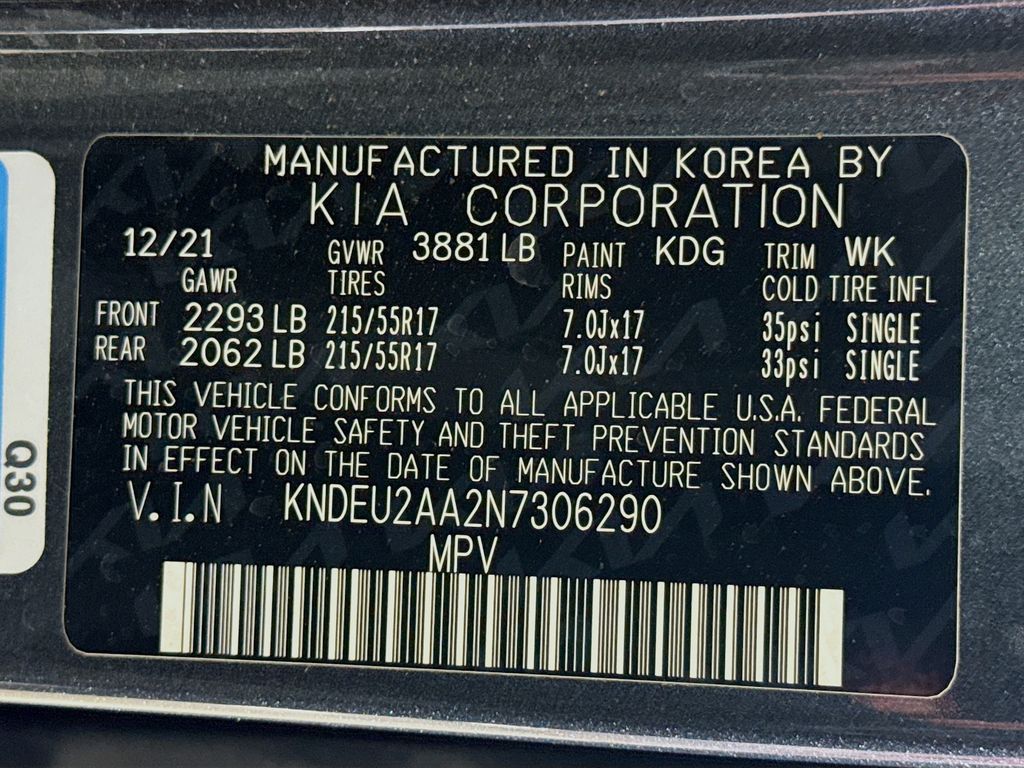 MANUFACTURED IN KOREA BY
KIA CORPORATION
12/21 GVWR 3881 LB PAINT KDG TRIM WK
GAWR TIRES RIMS COLD TIRE INFL
FRONT 2293 LB 215/55R17 7.0Jx17 35psi SINGLE
REAR 2062 LB 215/55R17 7.0Jx17 33psi SINGLE
THIS VEHICLE CONFORMS TO ALL APPLICABLE U.S.A. FEDERAL
MOTOR VEHICLE SAFETY AND THEFT PREVENTION STANDARDS
IN EFFECT ON THE DATE OF MANUFACTURE SHOWN ABOVE.
V.I.N KNDEU2AA2N7306290
MPV
Q30